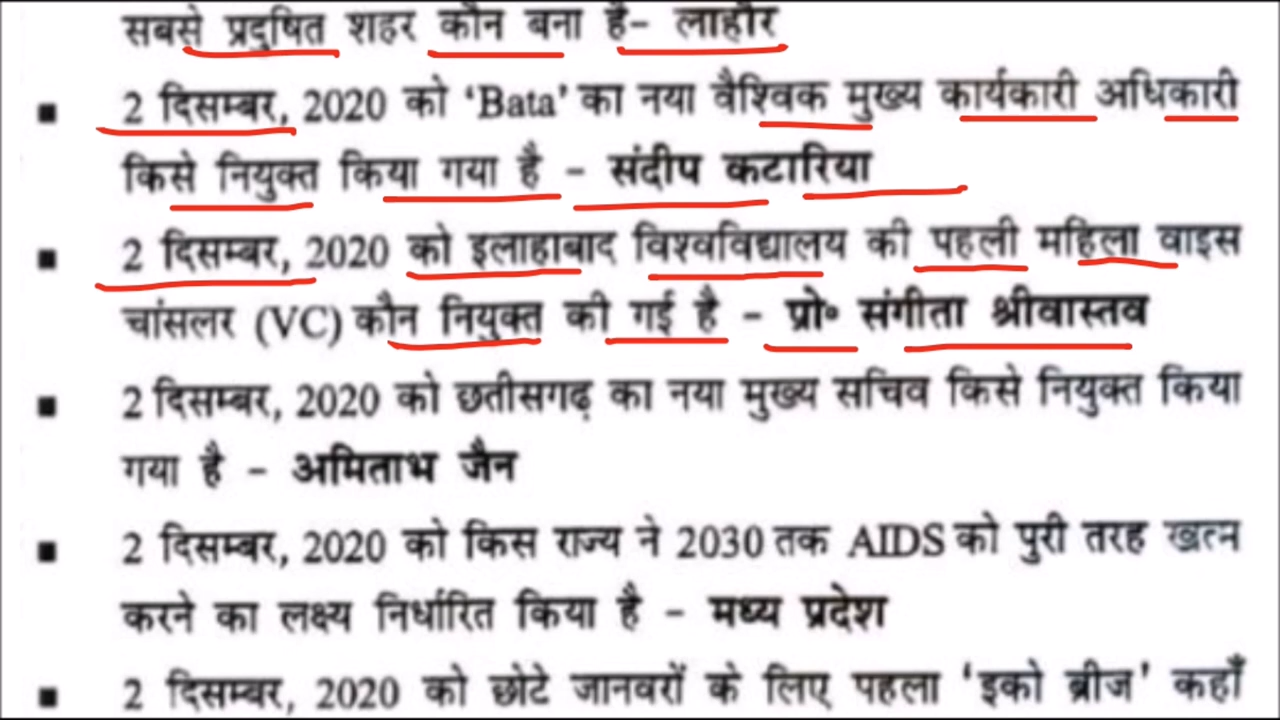 सबसे प्रदुषित शहर कौन बना है- लाहौर
▪ 2 दिसम्बर, 2020 को ‘Bata’ का नया वैश्विक मुख्य कार्यकारी अधिकारी
किसे नियुक्त किया गया है - संदीप कटारिया
▪ 2 दिसम्बर, 2020 को इलाहाबाद विश्वविद्यालय की पहली महिला वाइस
चांसलर (VC) कौन नियुक्त की गई है - प्रो॰ संगीता श्रीवास्तव
▪ 2 दिसम्बर, 2020 को छतीसगढ़ का नया मुख्य सचिव किसे नियुक्त किया
गया है - अमिताभ जैन
▪ 2 दिसम्बर, 2020 को किस राज्य ने 2030 तक AIDS को पुरी तरह खत्म
करने का लक्ष्य निर्धारित किया है - मध्य प्रदेश
▪ 2 दिसम्बर, 2020 को छोटे जानवरों के लिए पहला ‘इको ब्रीज’ कहाँ